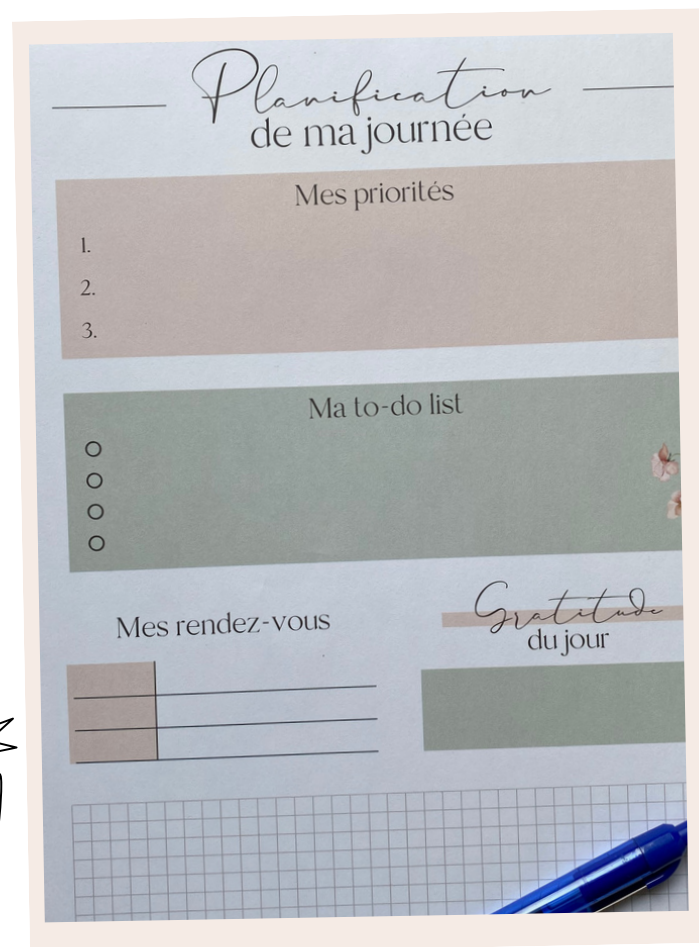 Planification
de ma journée
Mes priorités
1.
2.
3.
Ma to-do list
Mes rendez-vous
Gratitude
du jour